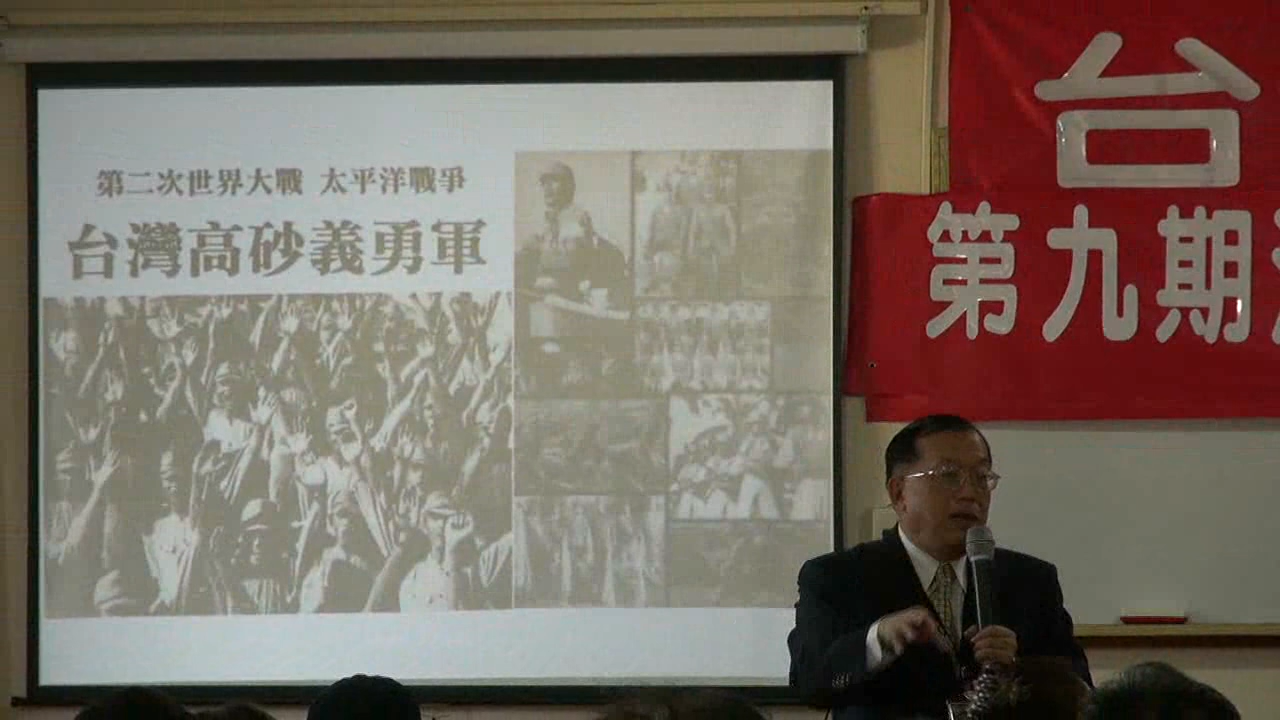 第二次世界大戰 太平洋戰爭
台灣高砂義勇軍
台
第九期